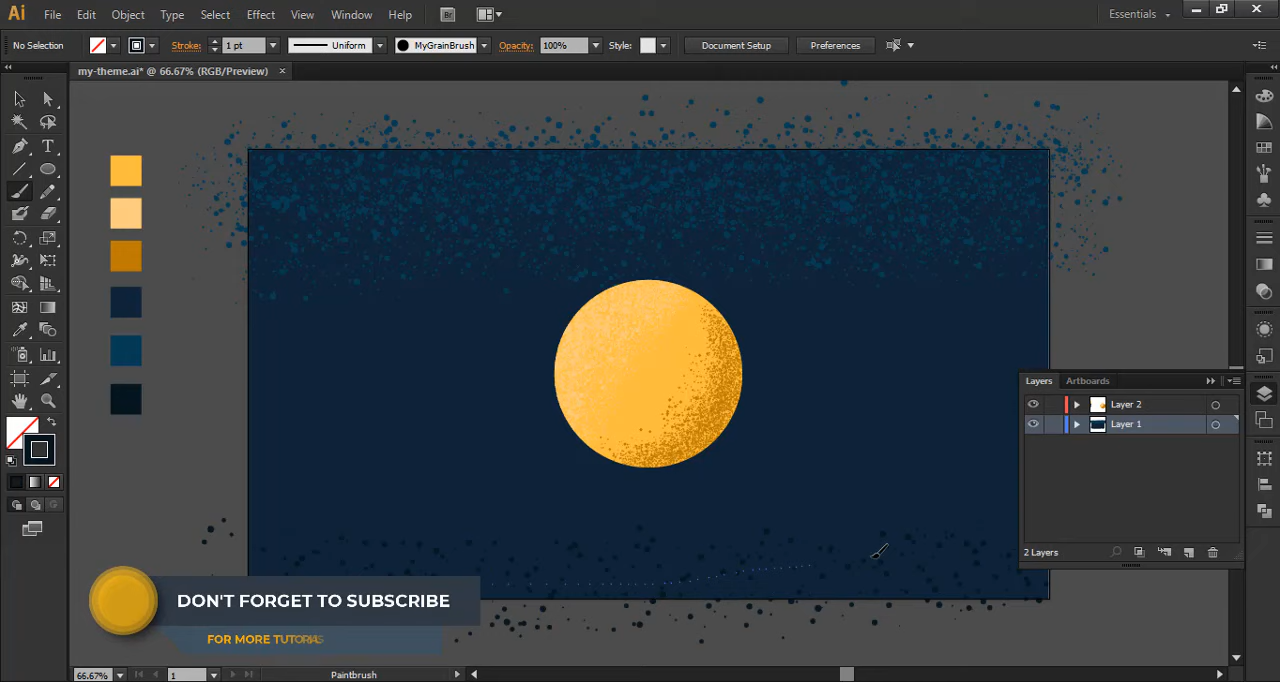 Ai File Edit Object Type Select Effect View Window Help Br Essentials
No Selection Stroke: 1 pt Uniform MyGrainBrush Opacity: 100% Style: Document Setup Preferences
my-theme.ai* @ 66.67% (RGB/Preview)
Layers Artboards
Layer 2
Layer 1
2 Layers
DON'T FORGET TO SUBSCRIBE
FOR MORE TUTORIALS
66.67% 1 Paintbrush